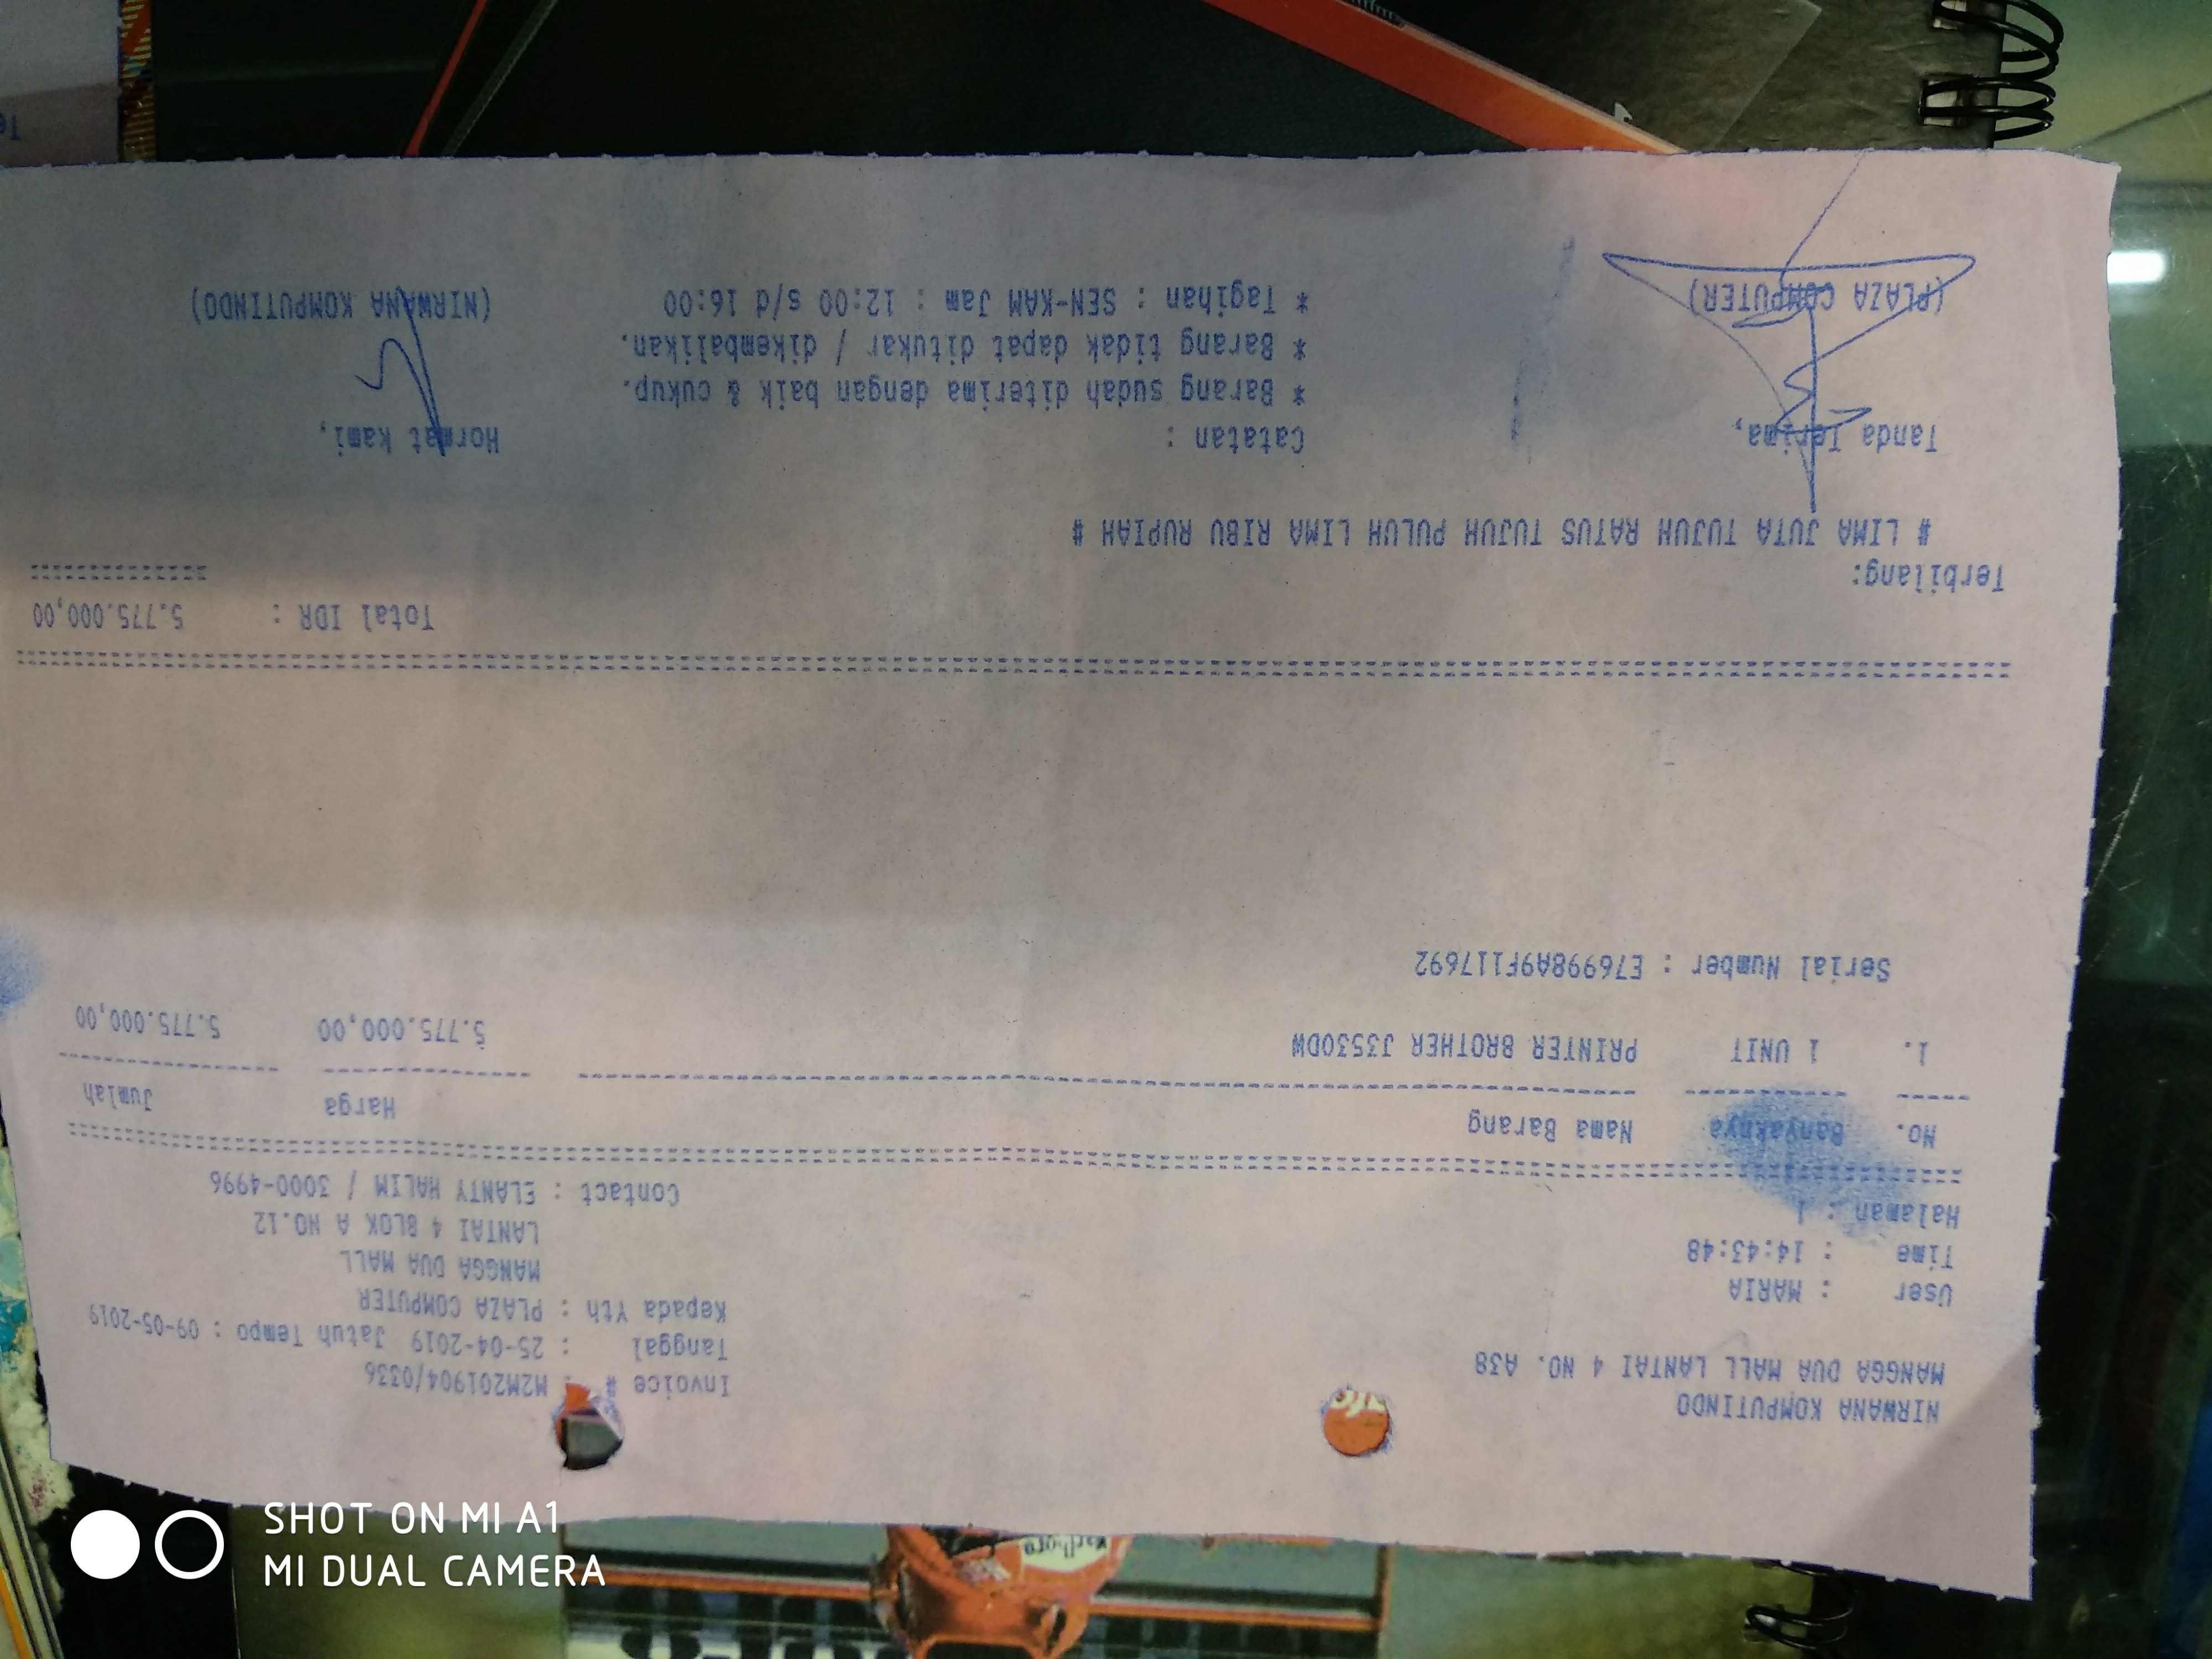 NIRWANA KOMPUTINDO
MANGGA DUA MALL LANTAI 4 NO. A38
User : MARIA
Time : 14:43:48
Halaman : 1
Invoice # : M2M201904/0336
Tanggal : 25-04-2019 Jatuh Tempo : 09-05-2019
Kepada Yth : PLAZA COMPUTER
MANGGA DUA MALL
LANTAI 4 BLOK A NO.12
Contact : ELANTY HALIM / 3000-4996
No. Banyaknya Nama Barang Harga Jumlah
1. 1 UNIT PRINTER BROTHER J3530DW 5.775.000,00 5.775.000,00
Serial Number : E76998A9F117692
Total IDR : 5.775.000,00
Terbilang:
# LIMA JUTA TUJUH RATUS TUJUH PULUH LIMA RIBU RUPIAH #
Tanda Terima, Catatan : Hormat kami,
* Barang sudah diterima dengan baik & cukup.
* Barang tidak dapat ditukar / dikembalikan.
* Tagihan : SEN-KAM Jam : 12:00 s/d 16:00
(PLAZA COMPUTER) (NIRWANA KOMPUTINDO)
SHOT ON MI A1
MI DUAL CAMERA